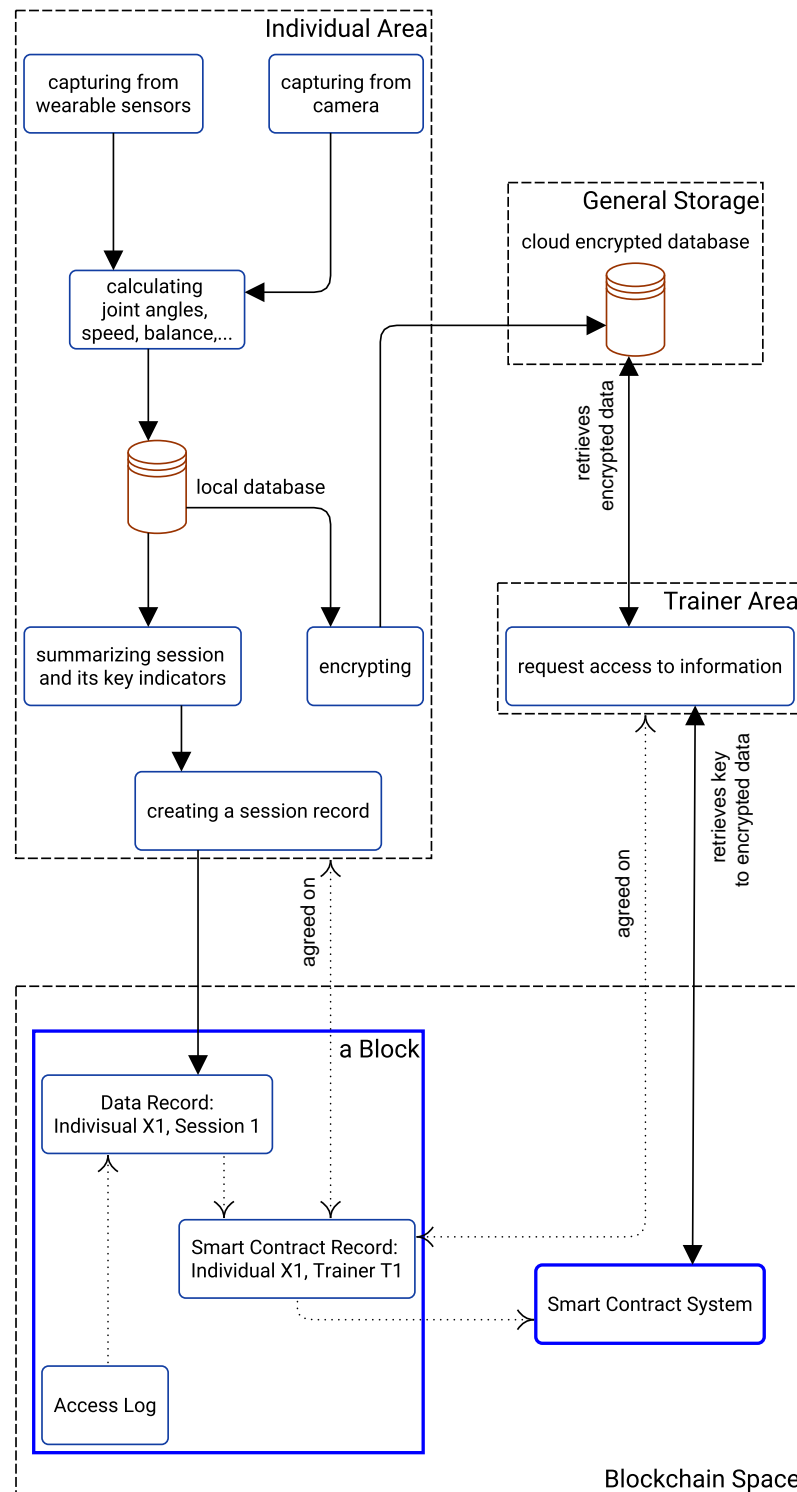 Individual Area
capturing from
wearable sensors
capturing from
camera
General Storage
cloud encrypted database
calculating
joint angles,
speed, balance,...
retrieves
encrypted data
local database
Trainer Area
summarizing session
and its key indicators
encrypting
request access to information
creating a session record
retrieves key
to encrypted data
agreed on
agreed on
a Block
Data Record:
Indivisual X1, Session 1
Smart Contract Record:
Individual X1, Trainer T1
Smart Contract System
Access Log
Blockchain Space